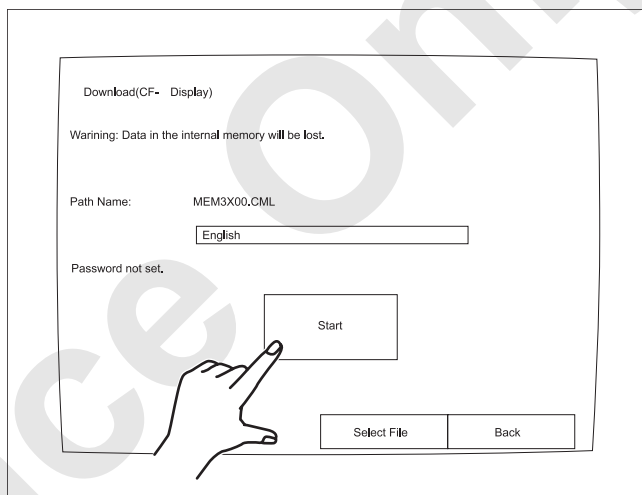 Download(CF- Display)
Warining: Data in the internal memory will be lost.
Path Name: MEM3X00.CML
English
Password not set.
Start
Select File Back